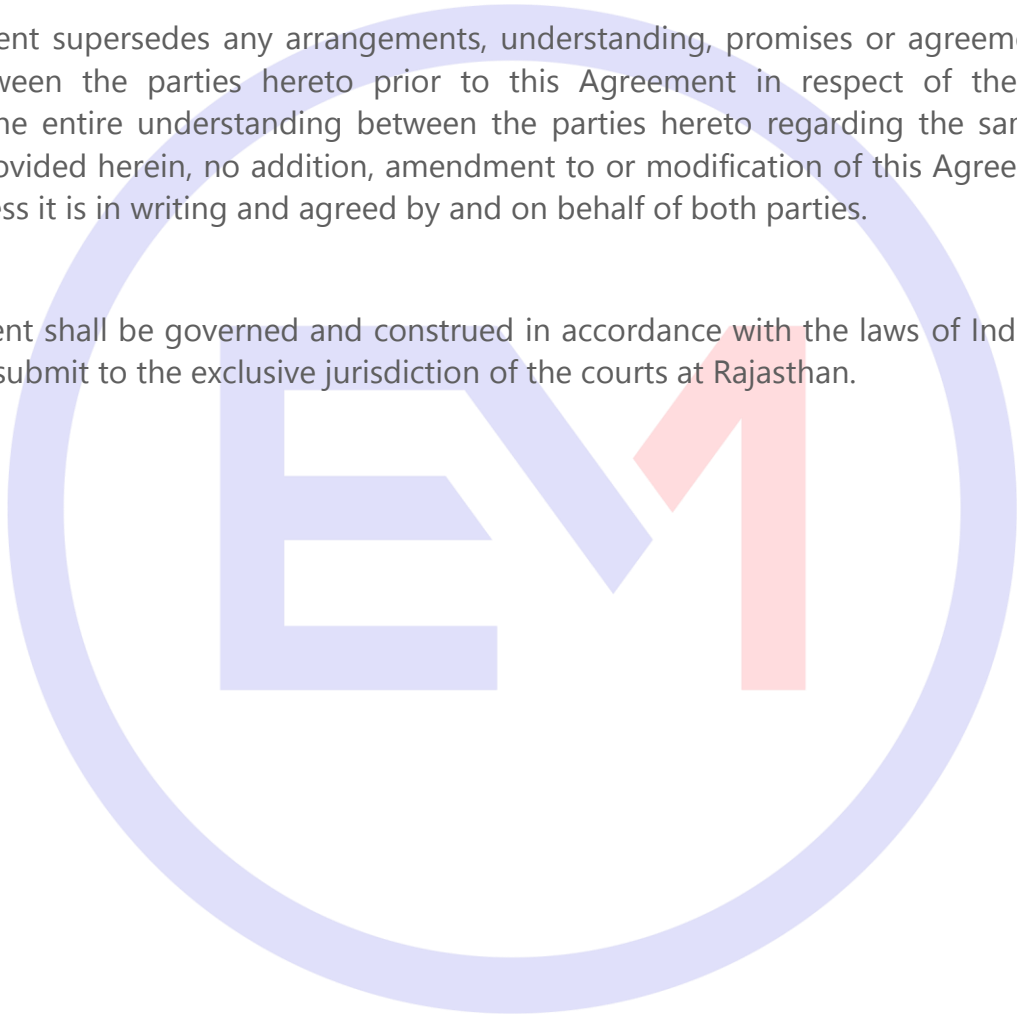 ent supersedes any arrangements, understanding, promises or agreem
ween the parties hereto prior to this Agreement in respect of the
he entire understanding between the parties hereto regarding the sa
ovided herein, no addition, amendment to or modification of this Agree
ess it is in writing and agreed by and on behalf of both parties.
ent shall be governed and construed in accordance with the laws of Ind
submit to the exclusive jurisdiction of the courts at Rajasthan.
EM